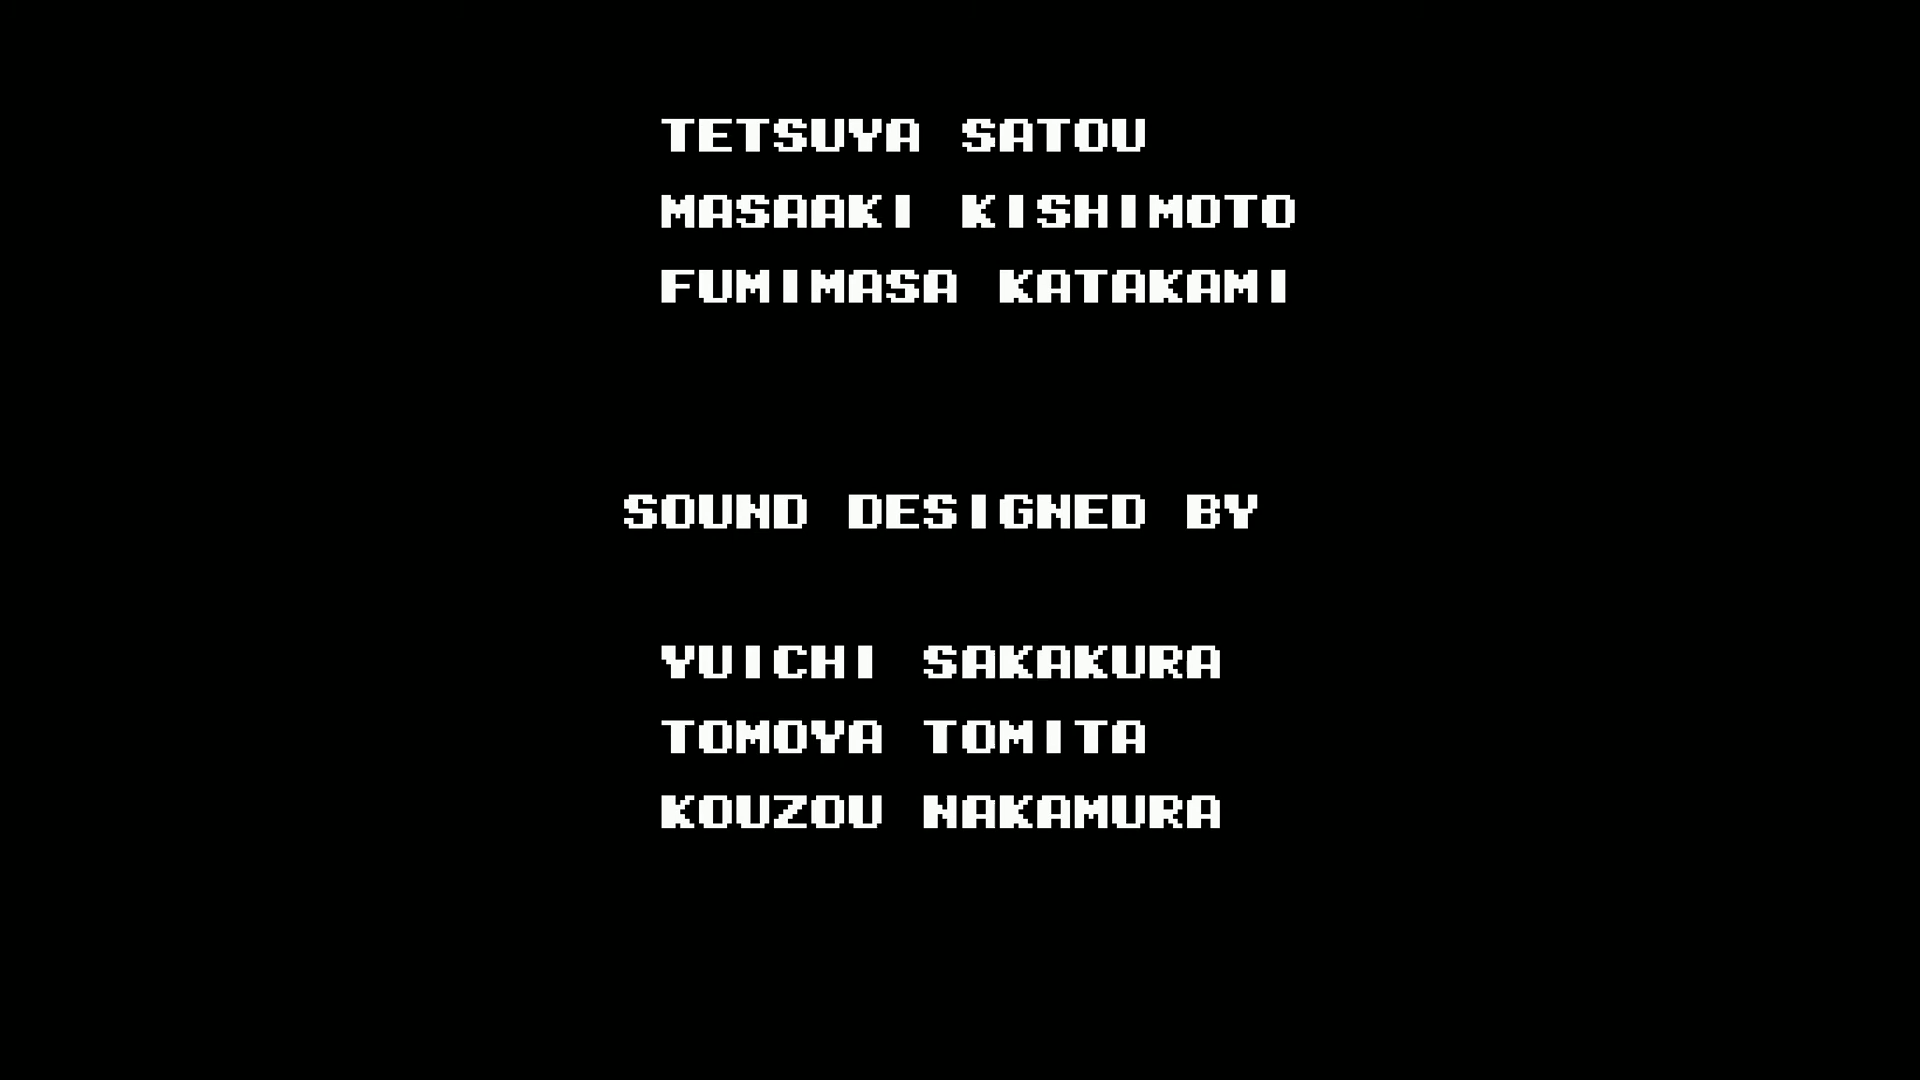 TETSUYA SATOU
MASAAKI KISHIMOTO
FUMIMASA KATAKAMI
SOUND DESIGNED BY
YUICHI SAKAKURA
TOMOYA TOMITA
KOUZOU NAKAMURA